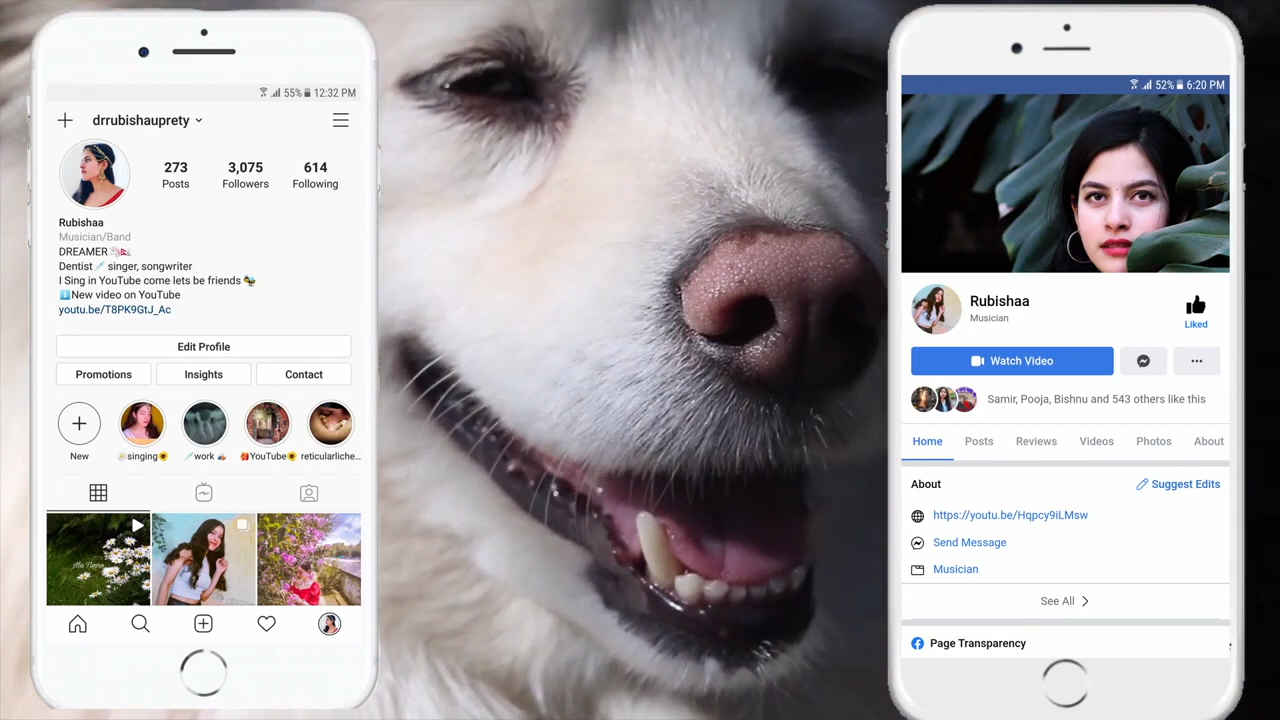 55% 12:32 PM
drrubishauprety
273 3,075 614
Posts Followers Following
Rubishaa
Musician/Band
DREAMER
Dentist singer, songwriter
I Sing in YouTube come lets be friends
New video on YouTube
youtu.be/T8PK9GtJ_Ac
Edit Profile
Promotions Insights Contact
New singing work YouTube reticularliche...
52% 6:20 PM
Rubishaa
Musician
Liked
Watch Video
Samir, Pooja, Bishnu and 543 others like this
Home Posts Reviews Videos Photos About
About Suggest Edits
https://youtu.be/Hqpcy9iLMsw
Send Message
Musician
See All
Page Transparency